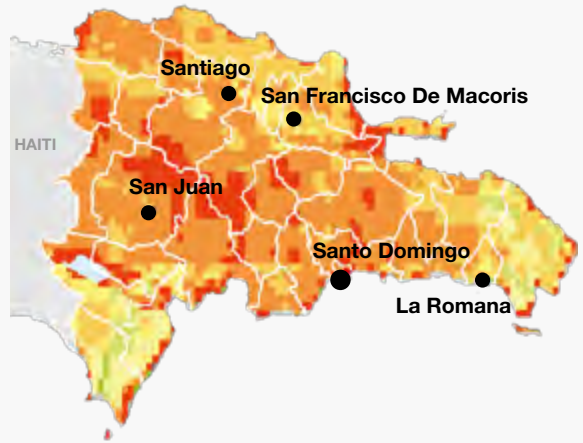 Santiago
San Francisco De Macoris
HAITI
San Juan
Santo Domingo
La Romana